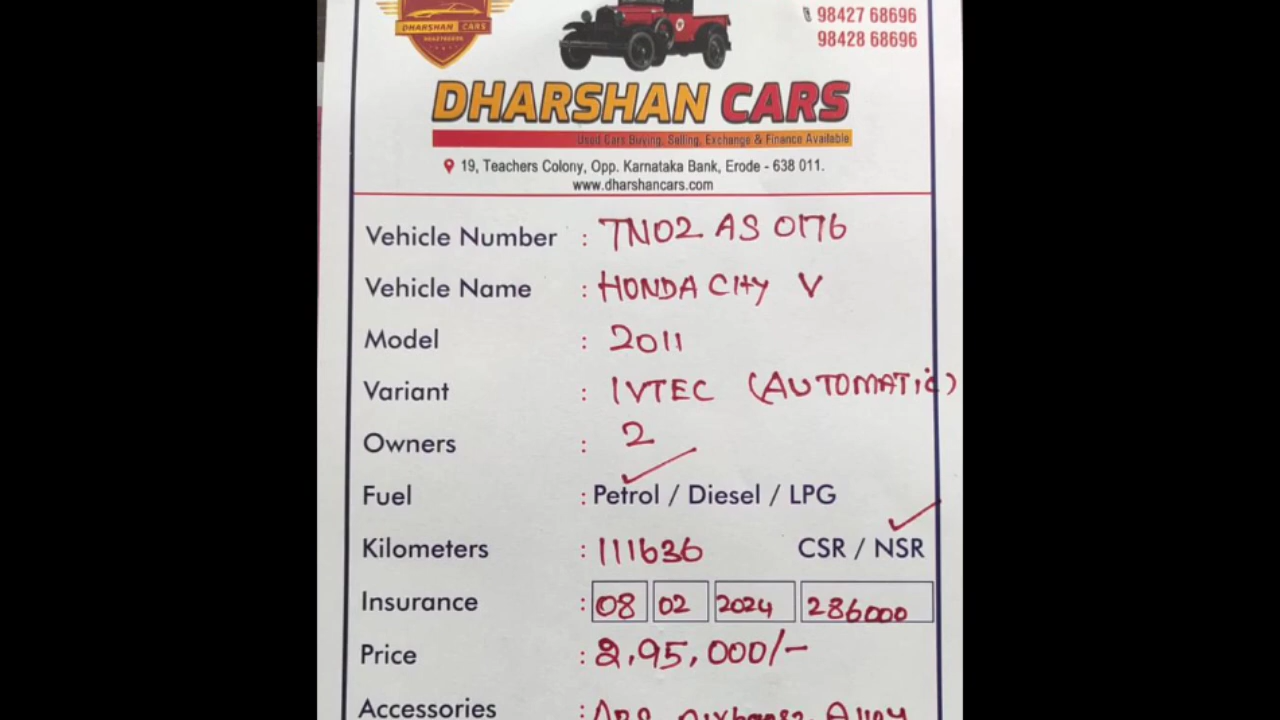 DHARSHAN CARS
98427 68696
98428 68696
DHARSHAN CARS
Used Cars Buying, Selling, Exchange & Finance Available
19, Teachers Colony, Opp. Karnataka Bank, Erode - 638 011.
www.dharshancars.com
Vehicle Number : TN02 AS 0176
Vehicle Name : HONDA CITY V
Model : 2011
Variant : IVTEC (AUTOMATIC)
Owners : 2
Fuel : Petrol / Diesel / LPG
Kilometers : 111636 CSR / NSR
Insurance : 08 02 2024 286000
Price : 2,95,000/-
Accessories : Alloy